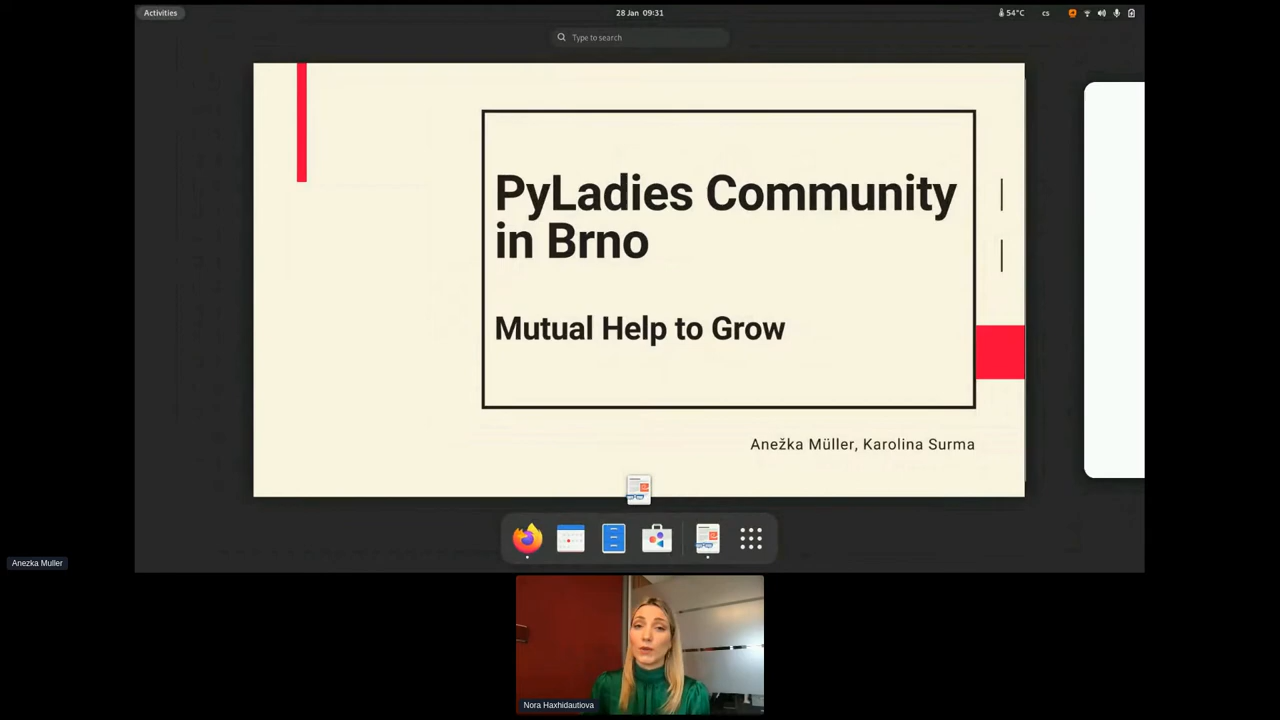 Activities
28 Jan 09:31
54°C
cs
Type to search
PyLadies Community
in Brno
Mutual Help to Grow
Anežka Müller, Karolina Surma
Anezka Muller
Nora Haxhidautiova